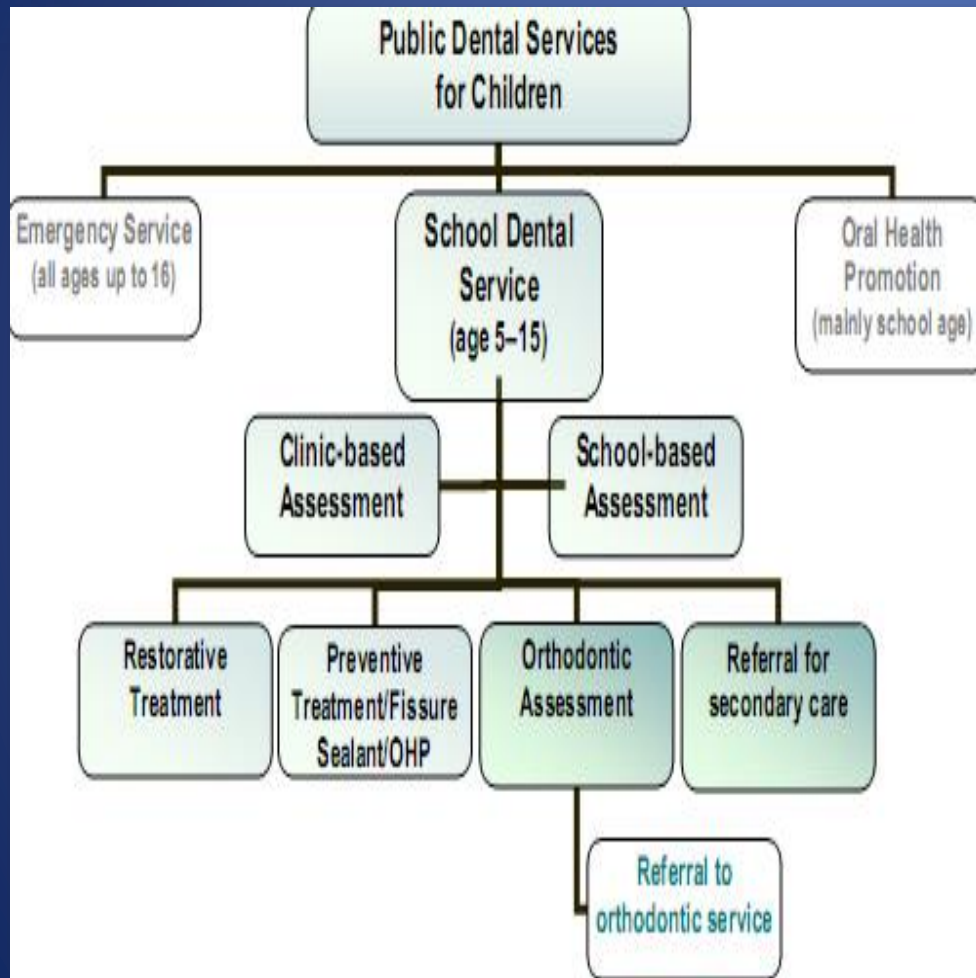 Public Dental Services
for Children
Emergency Service
(all ages up to 16)
School Dental
Service
(age 5–15)
Oral Health
Promotion
(mainly school age)
Clinic-based
Assessment
School-based
Assessment
Restorative
Treatment
Preventive
Treatment/Fissure
Sealant/OHP
Orthodontic
Assessment
Referral for
secondary care
Referral to
orthodontic service